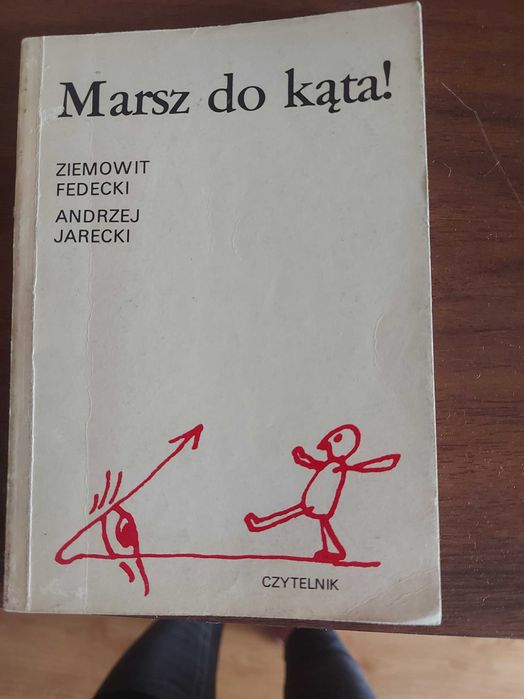 Marsz do kąta!
ZIEMOWIT
FEDECKI
ANDRZEJ
JARECKI
CZYTELNIK